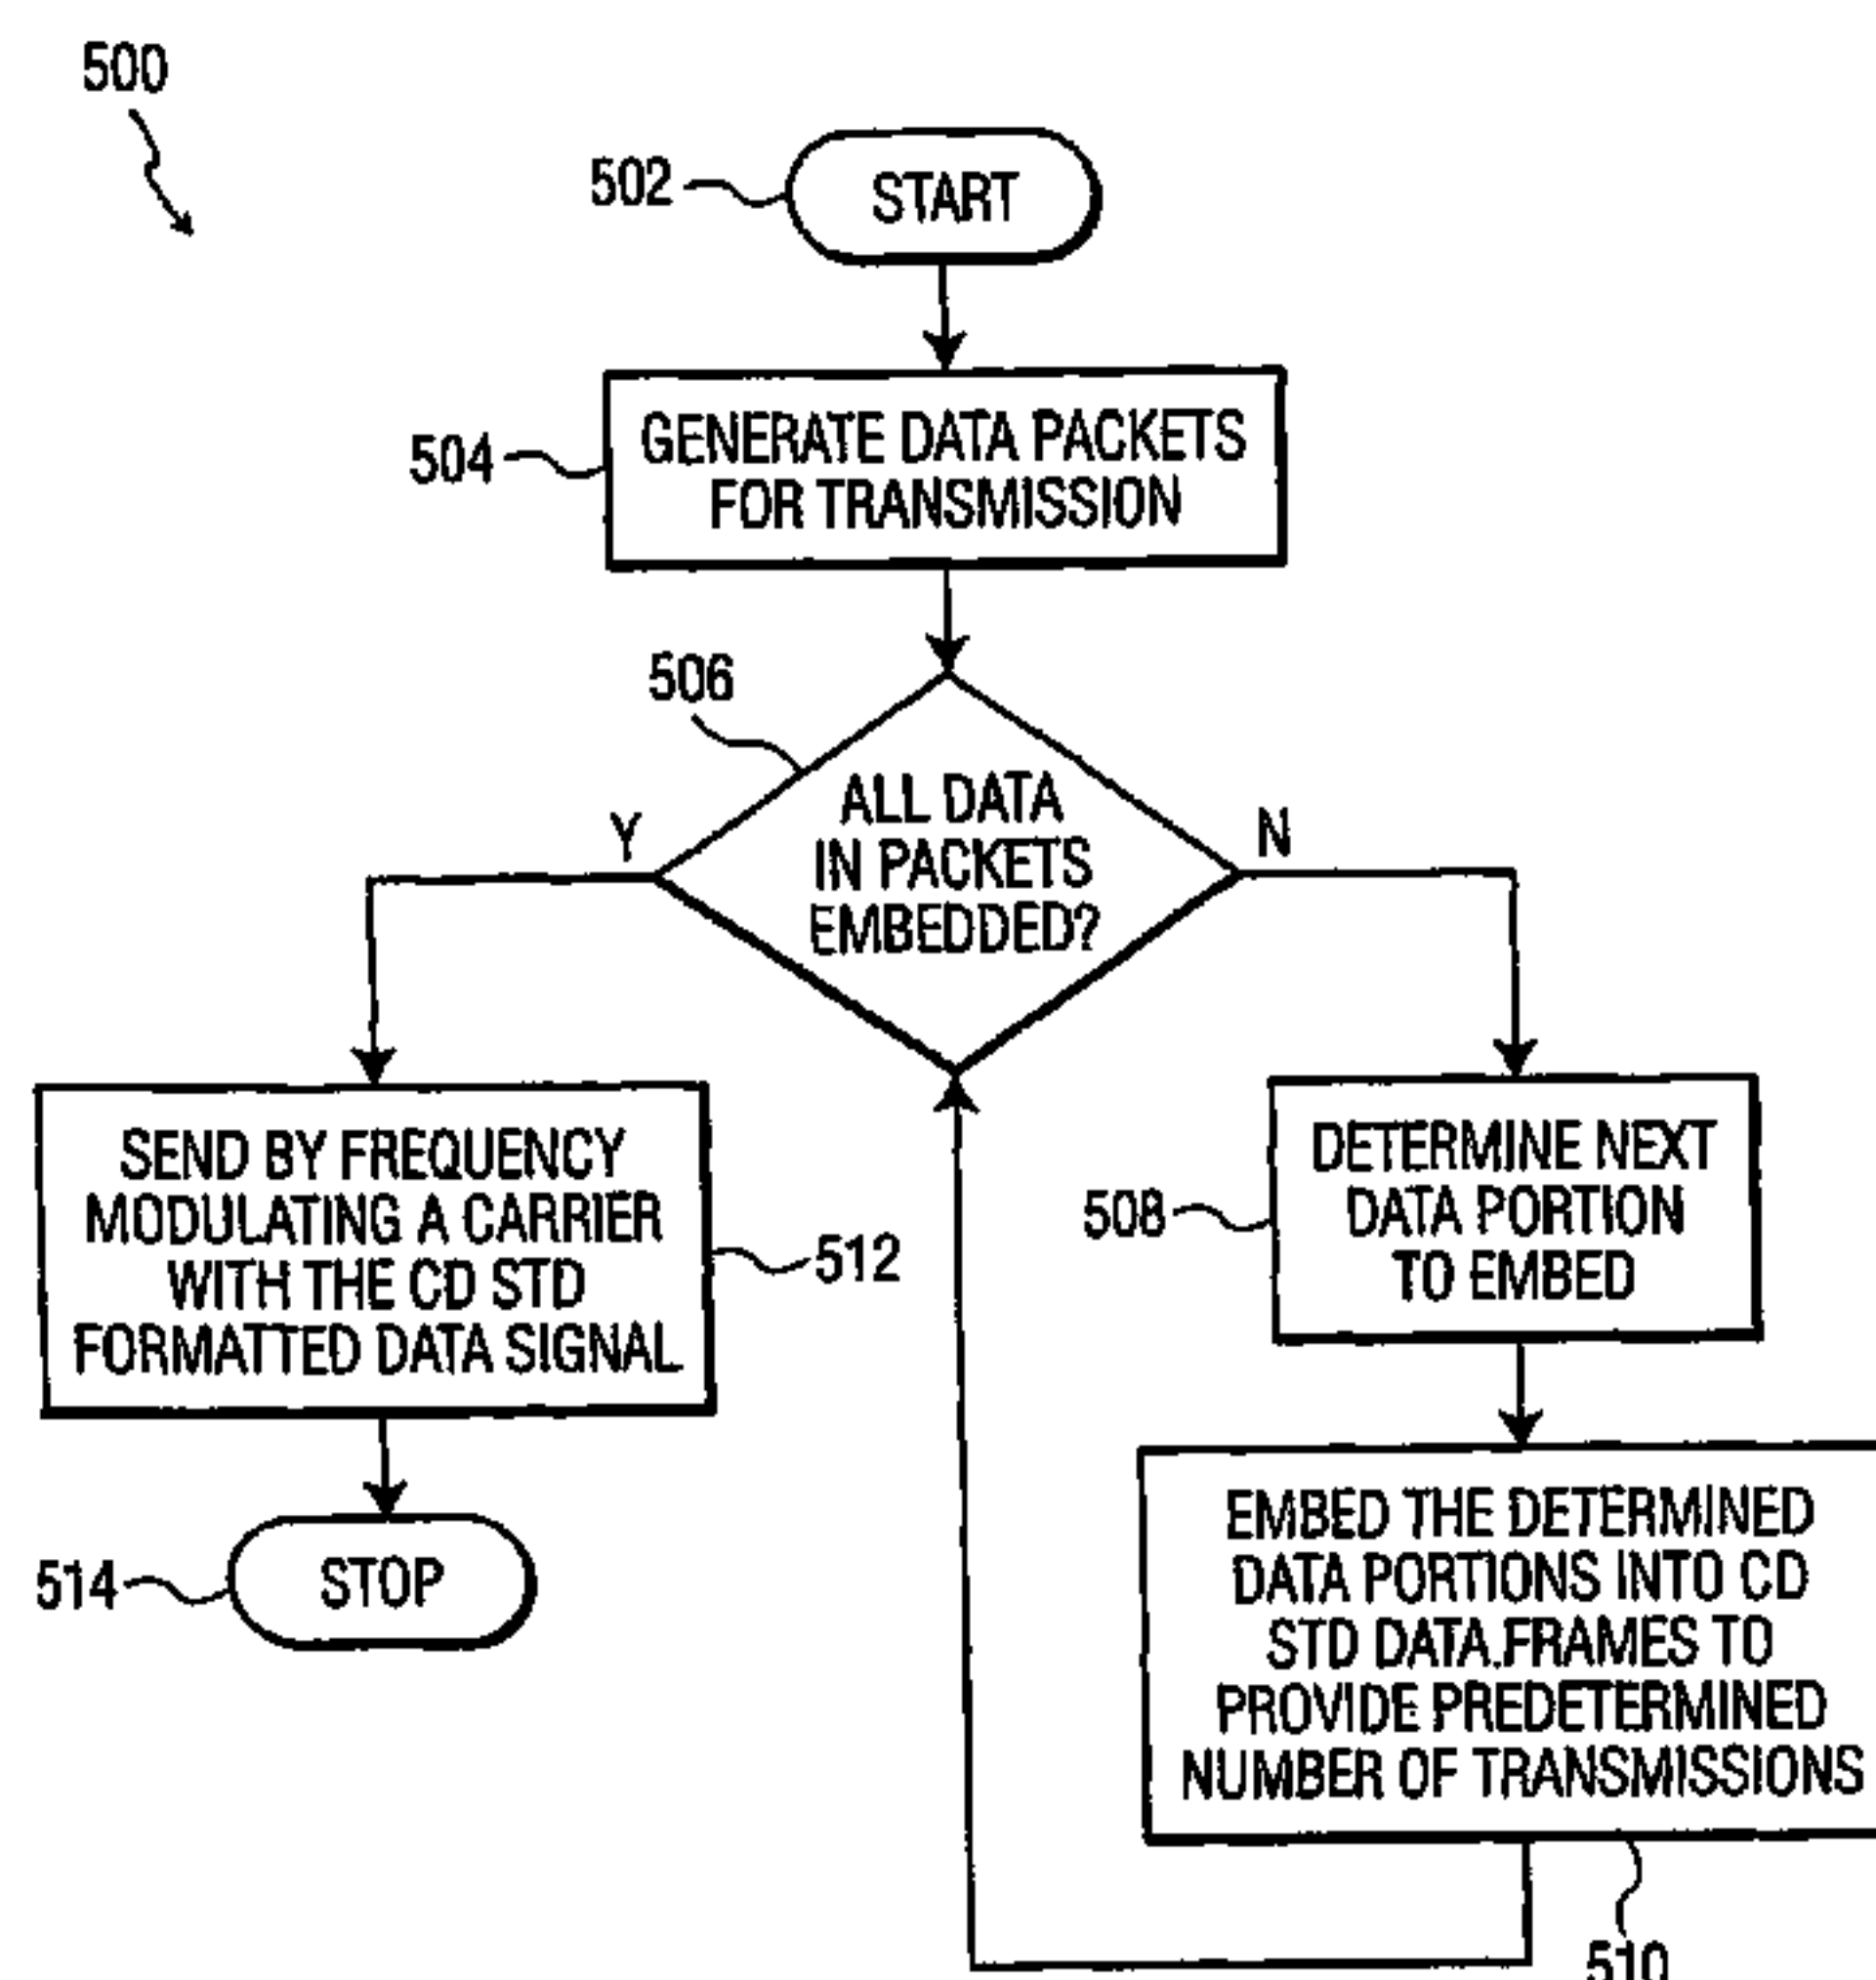 500
502
START
504
GENERATE DATA PACKETS
FOR TRANSMISSION
506
ALL DATA
IN PACKETS
EMBEDDED?
Y
N
SEND BY FREQUENCY
MODULATING A CARRIER
WITH THE CD STD
FORMATTED DATA SIGNAL
512
508
DETERMINE NEXT
DATA PORTION
TO EMBED
514
STOP
EMBED THE DETERMINED
DATA PORTIONS INTO CD
STD DATA.FRAMES TO
PROVIDE PREDETERMINED
NUMBER OF TRANSMISSIONS
510